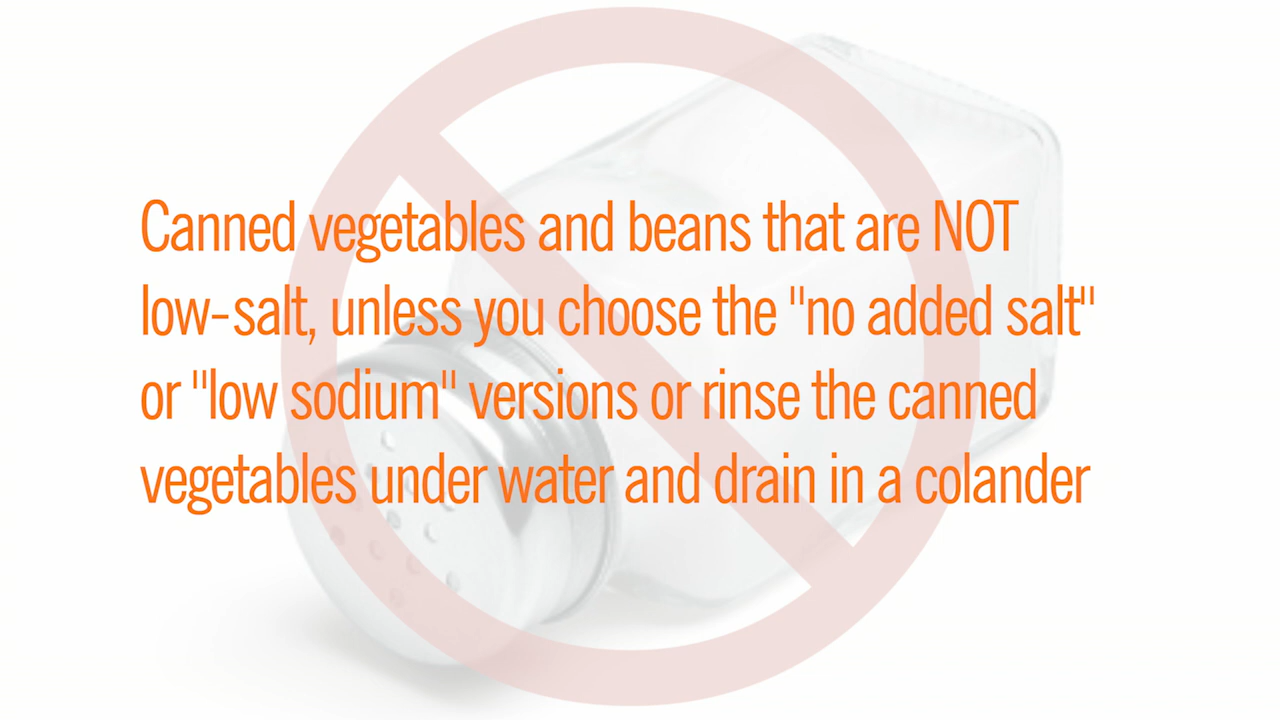 Canned vegetables and beans that are NOT
low-salt, unless you choose the "no added salt"
or "low sodium" versions or rinse the canned
vegetables under water and drain in a colander